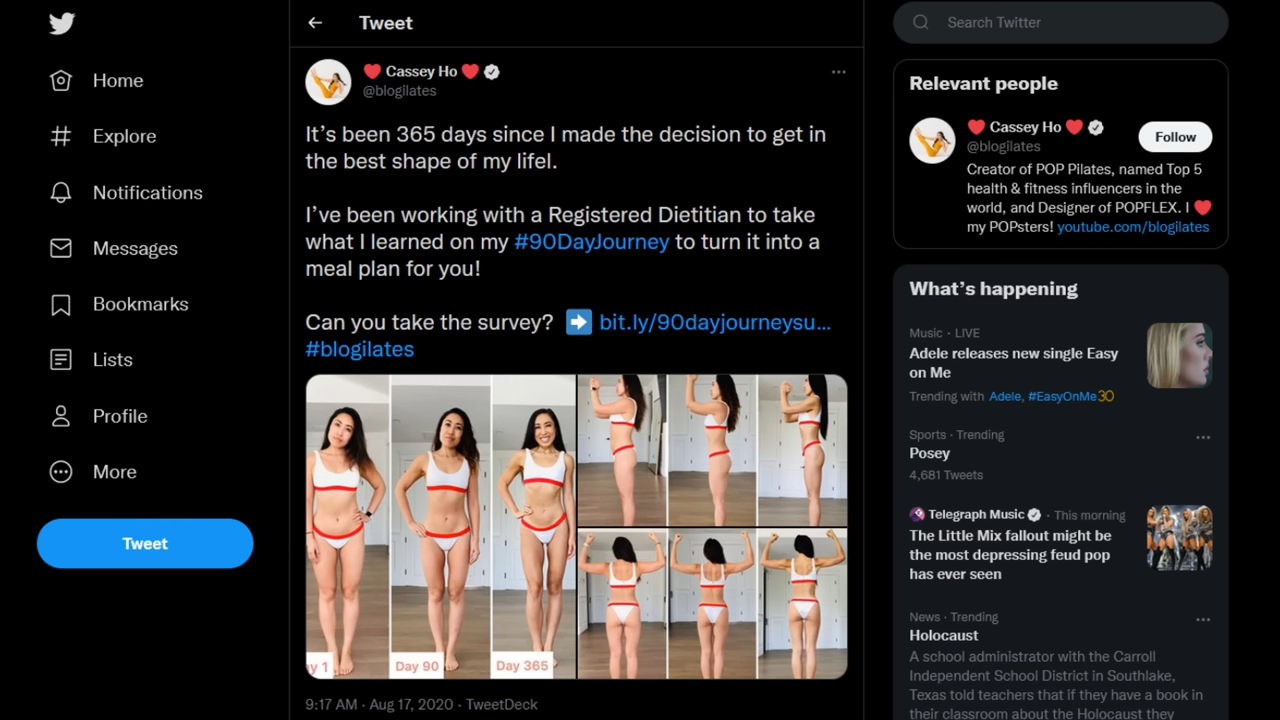 Tweet
Search Twitter
Home
Explore
Notifications
Messages
Bookmarks
Lists
Profile
More
Tweet
Cassey Ho
@blogilates
It's been 365 days since I made the decision to get in
the best shape of my lifel.
I've been working with a Registered Dietitian to take
what I learned on my #90DayJourney to turn it into a
meal plan for you!
Can you take the survey? ➡️ bit.ly/90dayjourneysu...
#blogilates
y 1
Day 90
Day 365
9:17 AM · Aug 17, 2020 · TweetDeck
Relevant people
Cassey Ho
@blogilates
Follow
Creator of POP Pilates, named Top 5
health & fitness influencers in the
world, and Designer of POPFLEX. I ❤️
my POPsters! youtube.com/blogilates
What's happening
Music · LIVE
Adele releases new single Easy
on Me
Trending with Adele, #EasyOnMe30
Sports · Trending
Posey
4,681 Tweets
Telegraph Music · This morning
The Little Mix fallout might be
the most depressing feud pop
has ever seen
News · Trending
Holocaust
A school administrator with the Carroll
Independent School District in Southlake,
Texas told teachers that if they have a book in
their classroom about the Holocaust they